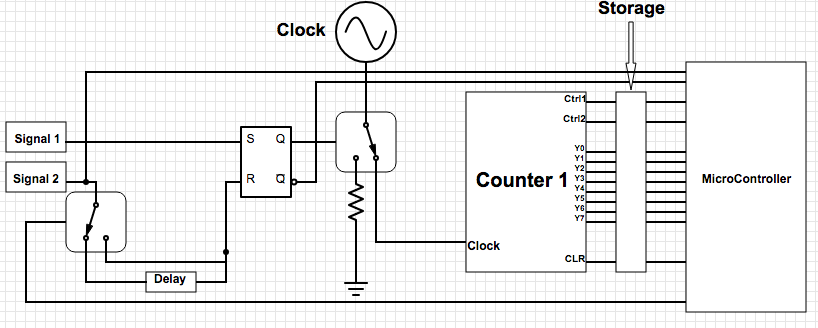 Storage
Clock
Signal 1
Signal 2
S Q
R Q
Delay
Counter 1
Clock
Ctrl1
Ctrl2
Y0
Y1
Y2
Y3
Y4
Y5
Y6
Y7
CLR
MicroController